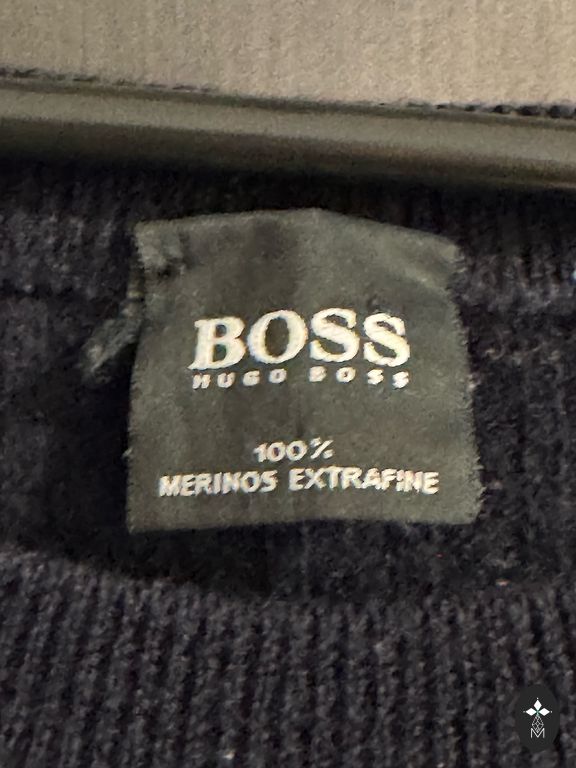 BOSS
HUGO BOSS
100%
MERINOS EXTRAFINE